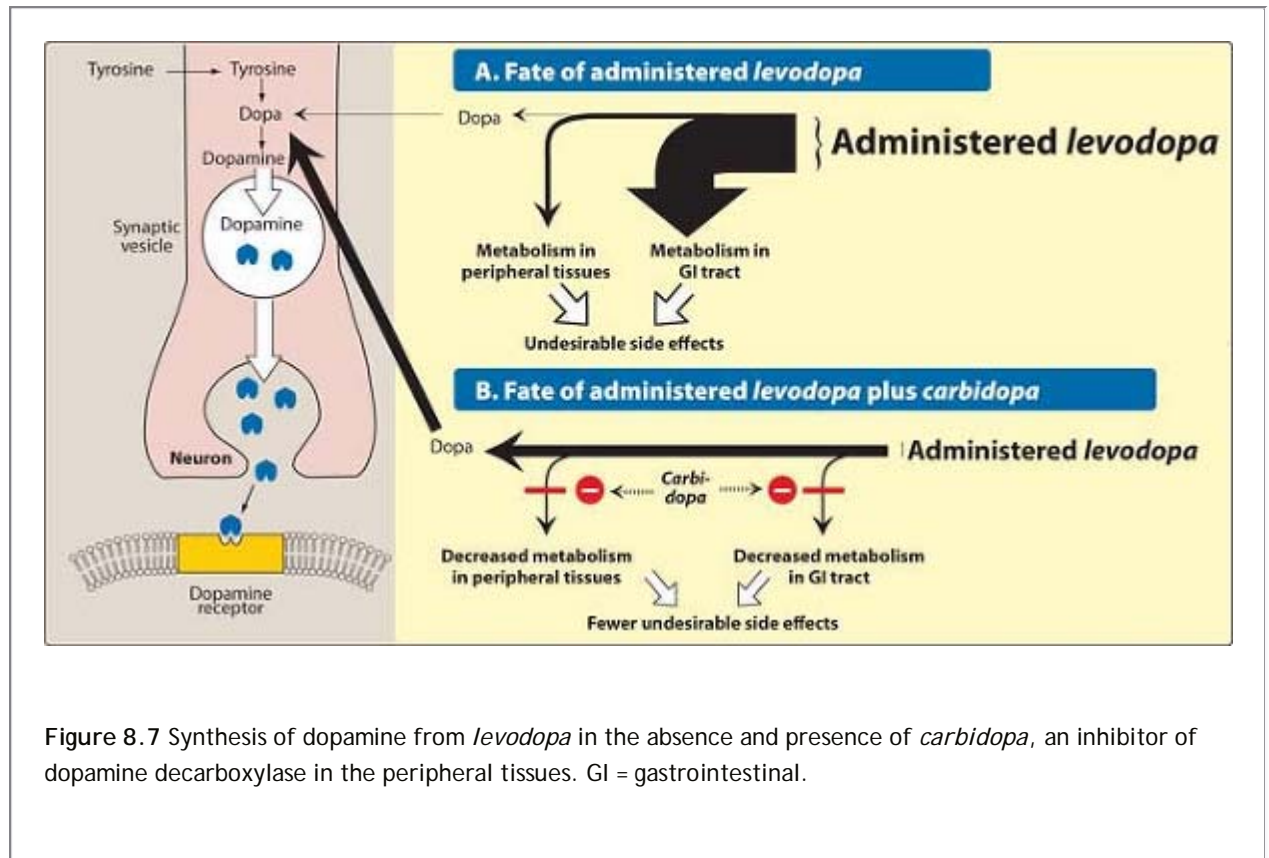 Tyrosine
Tyrosine
Dopa
Dopamine
Dopamine
Synaptic
vesicle
Neuron
Dopamine
receptor
A. Fate of administered levodopa
Dopa
Administered levodopa
Metabolism in
peripheral tissues
Metabolism in
GI tract
Undesirable side effects
B. Fate of administered levodopa plus carbidopa
Dopa
Administered levodopa
Carbi-
dopa
Decreased metabolism
in peripheral tissues
Decreased metabolism
in GI tract
Fewer undesirable side effects
Figure 8.7 Synthesis of dopamine from levodopa in the absence and presence of carbidopa, an inhibitor of
dopamine decarboxylase in the peripheral tissues. GI = gastrointestinal.